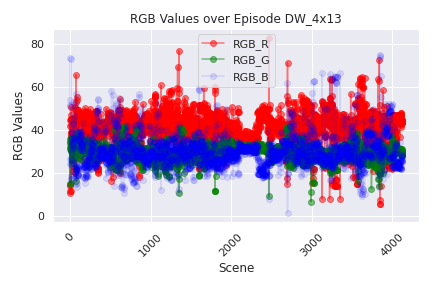 RGB Values over Episode DW_4x13
RGB_R
RGB_G
RGB_B
RGB Values
80
60
40
20
0
0
1000
2000
3000
4000
Scene